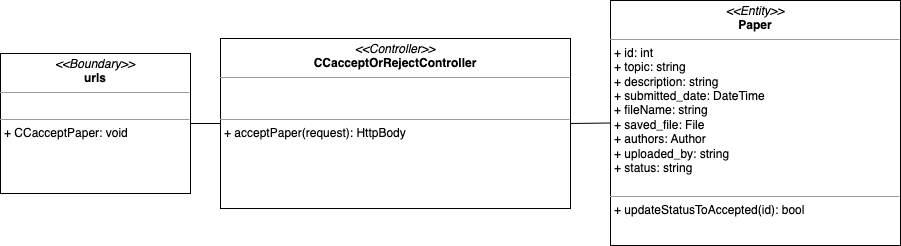 <<Boundary>>
urls
+ CCacceptPaper: void
<<Controller>>
CCacceptOrRejectController
+ acceptPaper(request): HttpBody
<<Entity>>
Paper
+ id: int
+ topic: string
+ description: string
+ submitted_date: DateTime
+ fileName: string
+ saved_file: File
+ authors: Author
+ uploaded_by: string
+ status: string
+ updateStatusToAccepted(id): bool